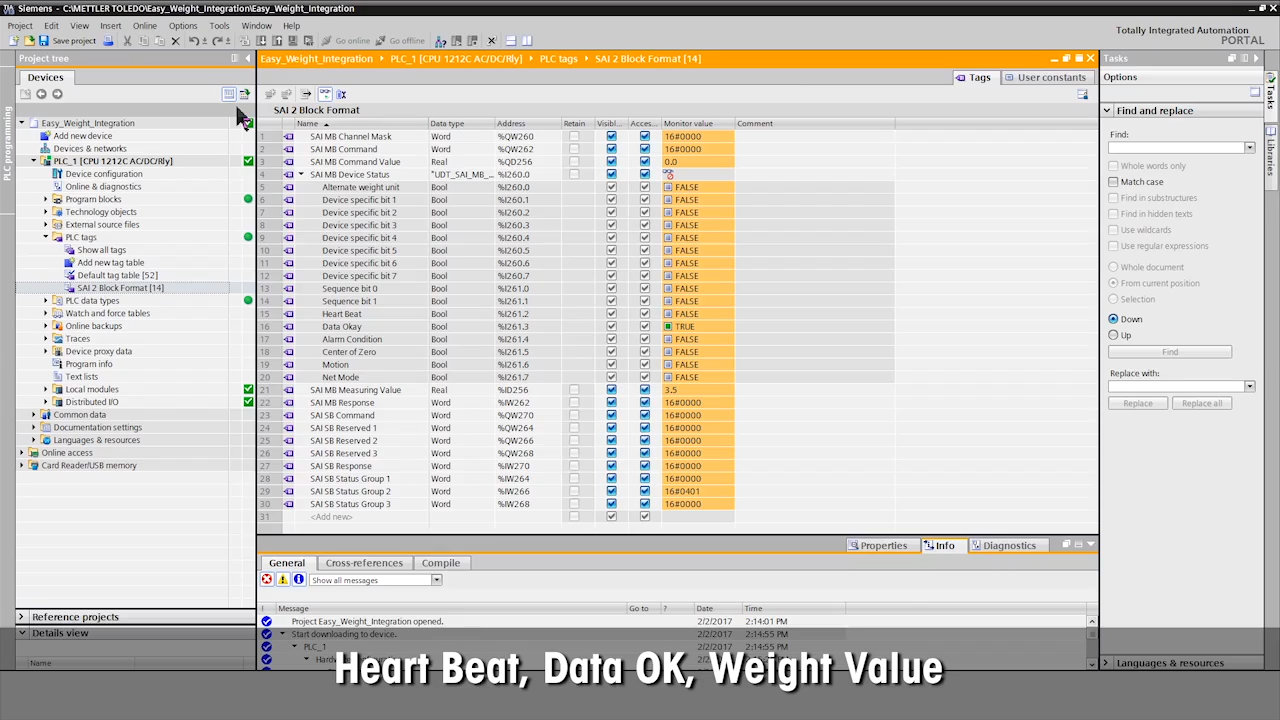 Siemens - C:\METTLER TOLEDO\Easy_Weight_Integration\Easy_Weight_Integration
Project Edit View Insert Online Options Tools Window Help
Totally Integrated Automation
PORTAL
Save project Go online Go offline
Project tree
Easy_Weight_Integration PLC_1 [CPU 1212C AC/DC/Rly] PLC tags SAI 2 Block Format [14]
Tasks
Devices
Tags User constants
Options
PLC programming
Easy_Weight_Integration
Add new device
Devices & networks
PLC_1 [CPU 1212C AC/DC/Rly]
Device configuration
Online & diagnostics
Program blocks
Technology objects
External source files
PLC tags
Show all tags
Add new tag table
Default tag table [52]
SAI 2 Block Format [14]
PLC data types
Watch and force tables
Online backups
Traces
Device proxy data
Program info
Text lists
Local modules
Distributed I/O
Common data
Documentation settings
Languages & resources
Online access
Card Reader/USB memory
Reference projects
Details view
Name
SAI 2 Block Format
Name Data type Address Retain Visibl... Acces... Monitor value Comment
1 SAI MB Channel Mask Word %QW260 16#0000
2 SAI MB Command Word %QW262 16#0000
3 SAI MB Command Value Real %QD256 0.0
4 SAI MB Device Status "UDT_SAI_MB_... %I260.0
5 Alternate weight unit Bool %I260.0 FALSE
6 Device specific bit 1 Bool %I260.1 FALSE
7 Device specific bit 2 Bool %I260.2 FALSE
8 Device specific bit 3 Bool %I260.3 FALSE
9 Device specific bit 4 Bool %I260.4 FALSE
10 Device specific bit 5 Bool %I260.5 FALSE
11 Device specific bit 6 Bool %I260.6 FALSE
12 Device specific bit 7 Bool %I260.7 FALSE
13 Sequence bit 0 Bool %I261.0 FALSE
14 Sequence bit 1 Bool %I261.1 FALSE
15 Heart Beat Bool %I261.2 FALSE
16 Data Okay Bool %I261.3 TRUE
17 Alarm Condition Bool %I261.4 FALSE
18 Center of Zero Bool %I261.5 FALSE
19 Motion Bool %I261.6 FALSE
20 Net Mode Bool %I261.7 FALSE
21 SAI MB Measuring Value Real %ID256 3.5
22 SAI MB Response Word %IW262 16#0000
23 SAI SB Command Word %QW270 16#0000
24 SAI SB Reserved 1 Word %QW264 16#0000
25 SAI SB Reserved 2 Word %QW266 16#0000
26 SAI SB Reserved 3 Word %QW268 16#0000
27 SAI SB Response Word %IW270 16#0000
28 SAI SB Status Group 1 Word %IW264 16#0000
29 SAI SB Status Group 2 Word %IW266 16#0401
30 SAI SB Status Group 3 Word %IW268 16#0000
31 <Add new>
Properties Info Diagnostics
General Cross-references Compile
Show all messages
! Message Go to ? Date Time
Project Easy_Weight_Integration opened. 2/2/2017 2:14:01 PM
Start downloading to device. 2/2/2017 2:14:55 PM
PLC_1 2/2/2017 2:14:55 PM
2/2/2017 2:14:55 PM
Find and replace
Find:
Whole words only
Match case
Find in substructures
Find in hidden texts
Use wildcards
Use regular expressions
Whole document
From current position
Selection
Down
Up
Find
Replace with:
Replace Replace all
Languages & resources
Tasks
Libraries
Heart Beat, Data OK, Weight Value